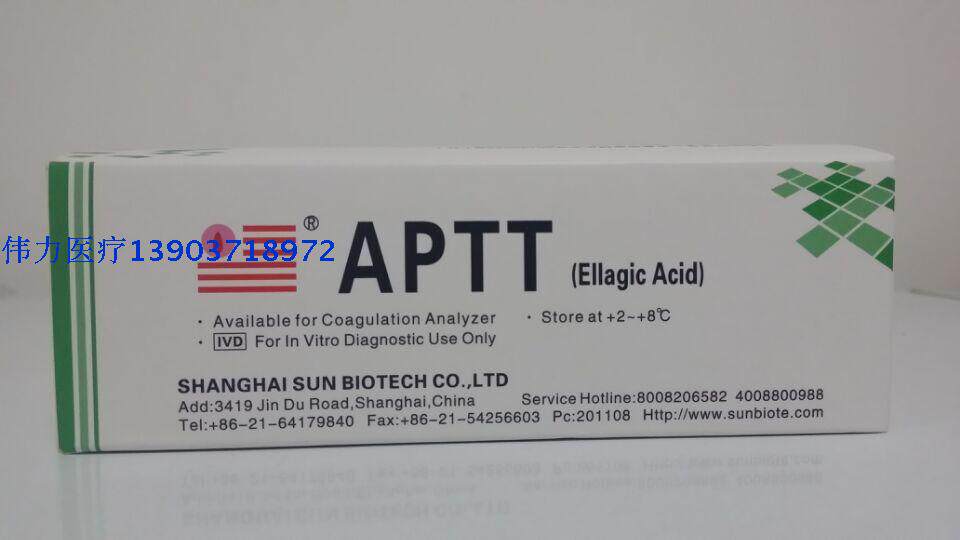 伟力医疗13903718972
® APTT (Ellagic Acid)
· Available for Coagulation Analyzer · Store at +2~+8℃
· IVD For In Vitro Diagnostic Use Only
SHANGHAI SUN BIOTECH CO.,LTD
Add:3419 Jin Du Road,Shanghai,China Service Hotline:8008206582 4008800988
Tel:+86-21-64179840 Fax:+86-21-54256603 Pc:201108 Http://www.sunbiote.com